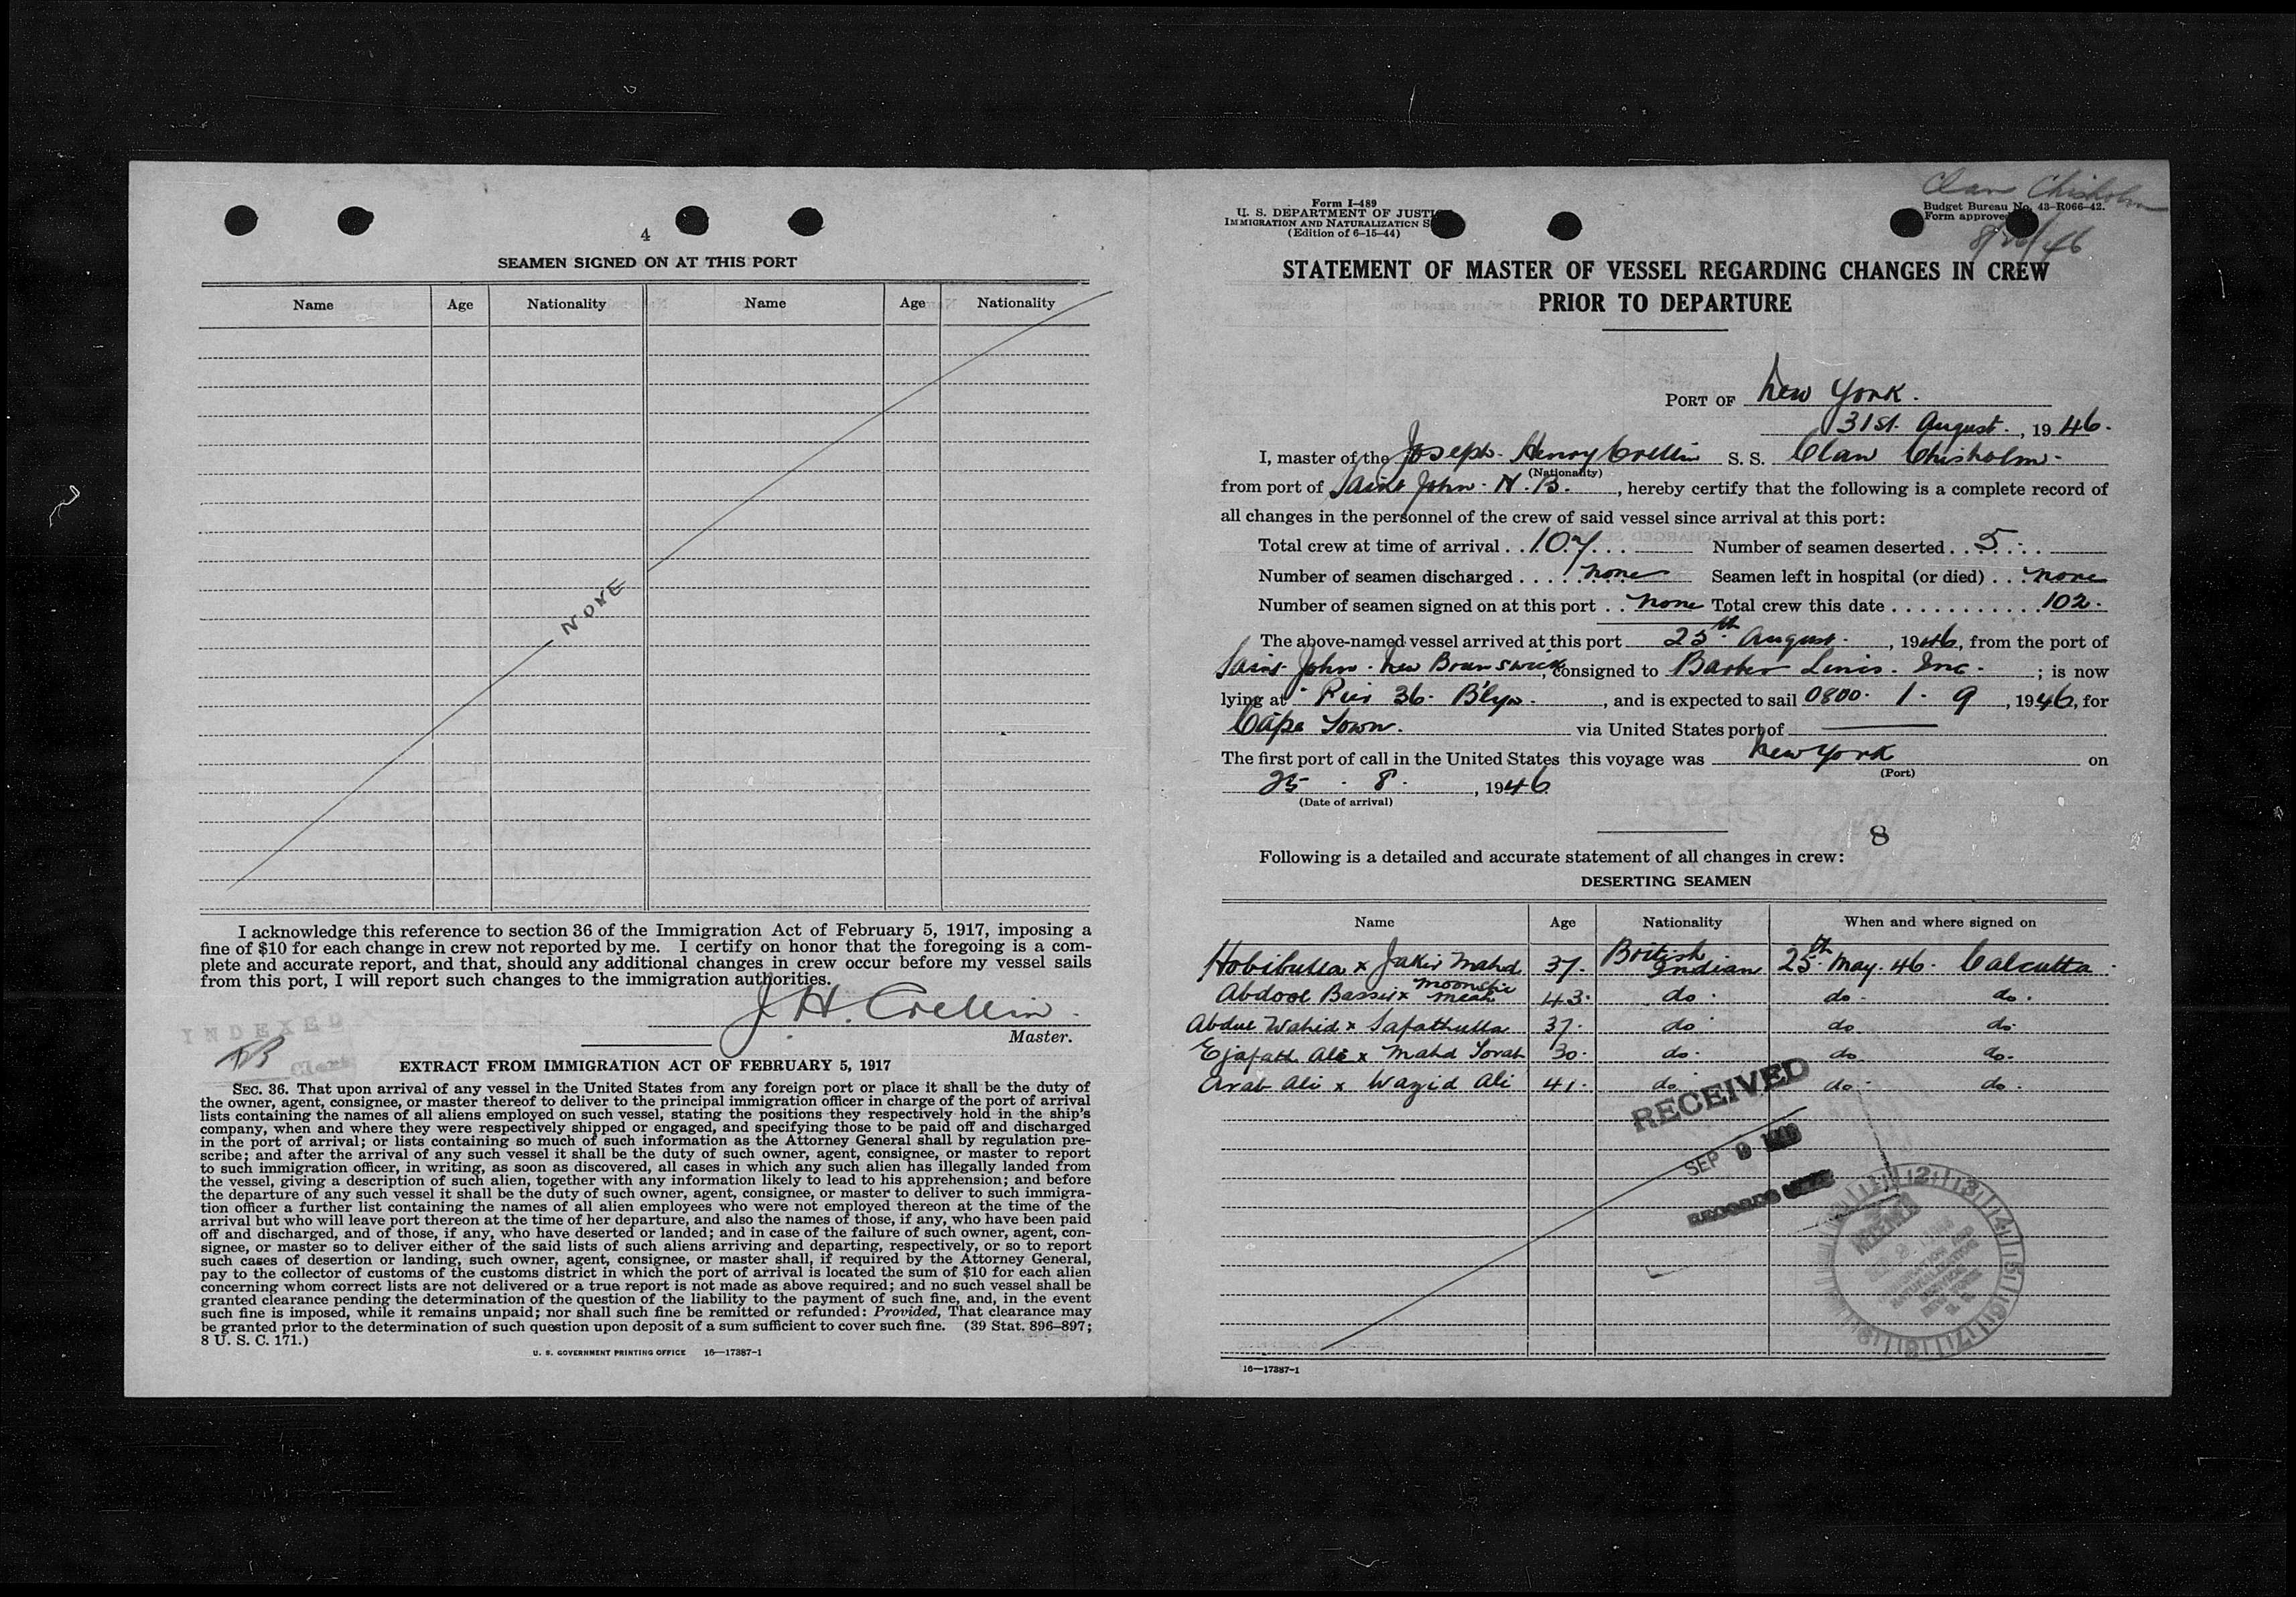 4
SEAMEN SIGNED ON AT THIS PORT
Name Age Nationality Name Age Nationality
NONE
I acknowledge this reference to section 36 of the Immigration Act of February 5, 1917, imposing a
fine of $10 for each change in crew not reported by me. I certify on honor that the foregoing is a com-
plete and accurate report, and that, should any additional changes in crew occur before my vessel sails
from this port, I will report such changes to the immigration authorities.
J. H. Crellin
Master.
INDEXED
Clerk
EXTRACT FROM IMMIGRATION ACT OF FEBRUARY 5, 1917
SEC. 36. That upon arrival of any vessel in the United States from any foreign port or place it shall be the duty of
the owner, agent, consignee, or master thereof to deliver to the principal immigration officer in charge of the port of arrival
lists containing the names of all aliens employed on such vessel, stating the positions they respectively hold in the ship's
company, when and where they were respectively shipped or engaged, and specifying those to be paid off and discharged
in the port of arrival; or lists containing so much of such information as the Attorney General shall by regulation pre-
scribe; and after the arrival of any such vessel it shall be the duty of such owner, agent, consignee, or master to report
to such immigration officer, in writing, as soon as discovered, all cases in which any such alien has illegally landed from
the vessel, giving a description of such alien, together with any information likely to lead to his apprehension; and before
the departure of any such vessel it shall be the duty of such owner, agent, consignee, or master to deliver to such immigra-
tion officer a further list containing the names of all alien employees who were not employed thereon at the time of the
arrival but who will leave port thereon at the time of her departure, and also the names of those, if any, who have been paid
off and discharged, and of those, if any, who have deserted or landed; and in case of the failure of such owner, agent, con-
signee, or master so to deliver either of the said lists of such aliens arriving and departing, respectively, or so to report
such cases of desertion or landing, such owner, agent, consignee, or master shall, if required by the Attorney General,
pay to the collector of customs of the customs district in which the port of arrival is located the sum of $10 for each alien
concerning whom correct lists are not delivered or a true report is not made as above required; and no such vessel shall be
granted clearance pending the determination of the question of the liability to the payment of such fine, and, in the event
such fine is imposed, while it remains unpaid; nor shall such fine be remitted or refunded: Provided, That clearance may
be granted prior to the determination of such question upon deposit of a sum sufficient to cover such fine. (39 Stat. 896–897;
8 U. S. C. 171.)
U. S. GOVERNMENT PRINTING OFFICE 16—17387-1
Clan Chisholm
Form I-489
U. S. DEPARTMENT OF JUSTI
IMMIGRATION AND NATURALIZATION S
(Edition of 6-15-44)
Budget Bureau No. 43-R066-42.
Form approve
8/26/46
STATEMENT OF MASTER OF VESSEL REGARDING CHANGES IN CREW
PRIOR TO DEPARTURE
PORT OF New York.
31st. August., 1946.
I, master of the Joseph Henry Crellin S. S. Clan Chisholm
(Nationality)
from port of Saint John. N.B., hereby certify that the following is a complete record of
all changes in the personnel of the crew of said vessel since arrival at this port:
Total crew at time of arrival 107 Number of seamen deserted 5
Number of seamen discharged none Seamen left in hospital (or died) none
Number of seamen signed on at this port none Total crew this date 102.
The above-named vessel arrived at this port 25th August, 1946, from the port of
Saint John. New Brunswick, consigned to Barber Lines. Inc.; is now
lying at Pier 36. B'lyn., and is expected to sail 0800. 1. 9, 1946, for
Cape Town. via United States port of ———
The first port of call in the United States this voyage was New York on
(Port)
25. 8., 1946
(Date of arrival)
8
Following is a detailed and accurate statement of all changes in crew:
DESERTING SEAMEN
Name Age Nationality When and where signed on
Hobibulla x Jakir Mahd 37. British Indian 25th May. 46. Calcutta.
Abdool Bassir x Moonshi Meah 43. do. do. do.
Abdul Wahid x Safathulla 37. do do do.
Ejafath Ali x Mahd Torab 30. do. do do.
Arab Ali x Wazid Ali 41. do do. do.
RECEIVED
SEP 9 1946
16—17387-1